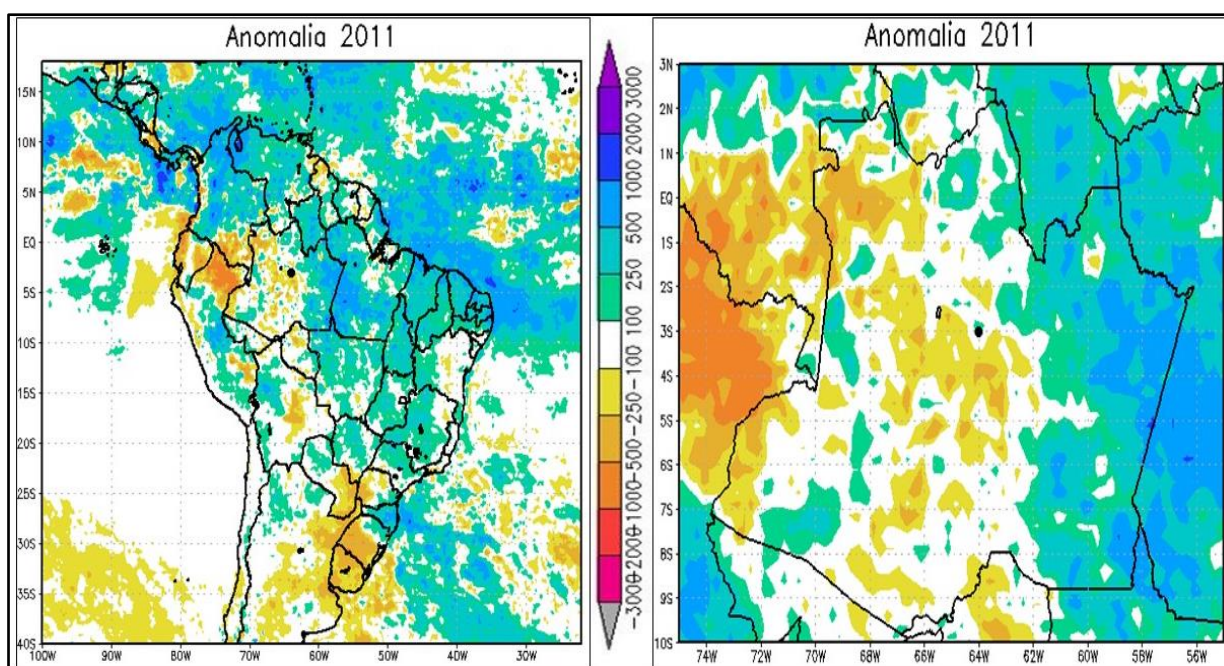 Anomalia 2011
15N
10N
5N
EQ
5S
10S
15S
20S
25S
30S
35S
40S
100W 90W 80W 70W 60W 50W 40W 30W
3000
2000
1000
500
250
100
-100
-250
-500
-1000
-2000
-3000
Anomalia 2011
3N
2N
1N
EQ
1S
2S
3S
4S
5S
6S
7S
8S
9S
10S
74W 72W 70W 68W 66W 64W 62W 60W 58W 56W